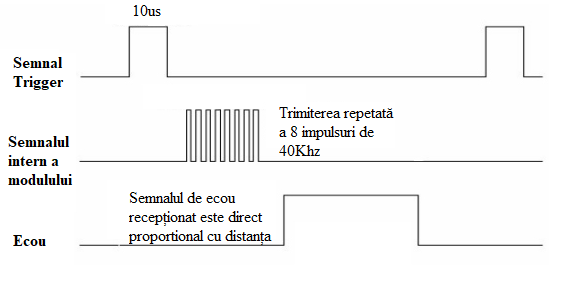 10us
Semnal
Trigger
Trimiterea repetată
a 8 impulsuri de
40Khz
Semnalul
intern a
modulului
Semnalul de ecou
recepționat este direct
proportional cu distanța
Ecou